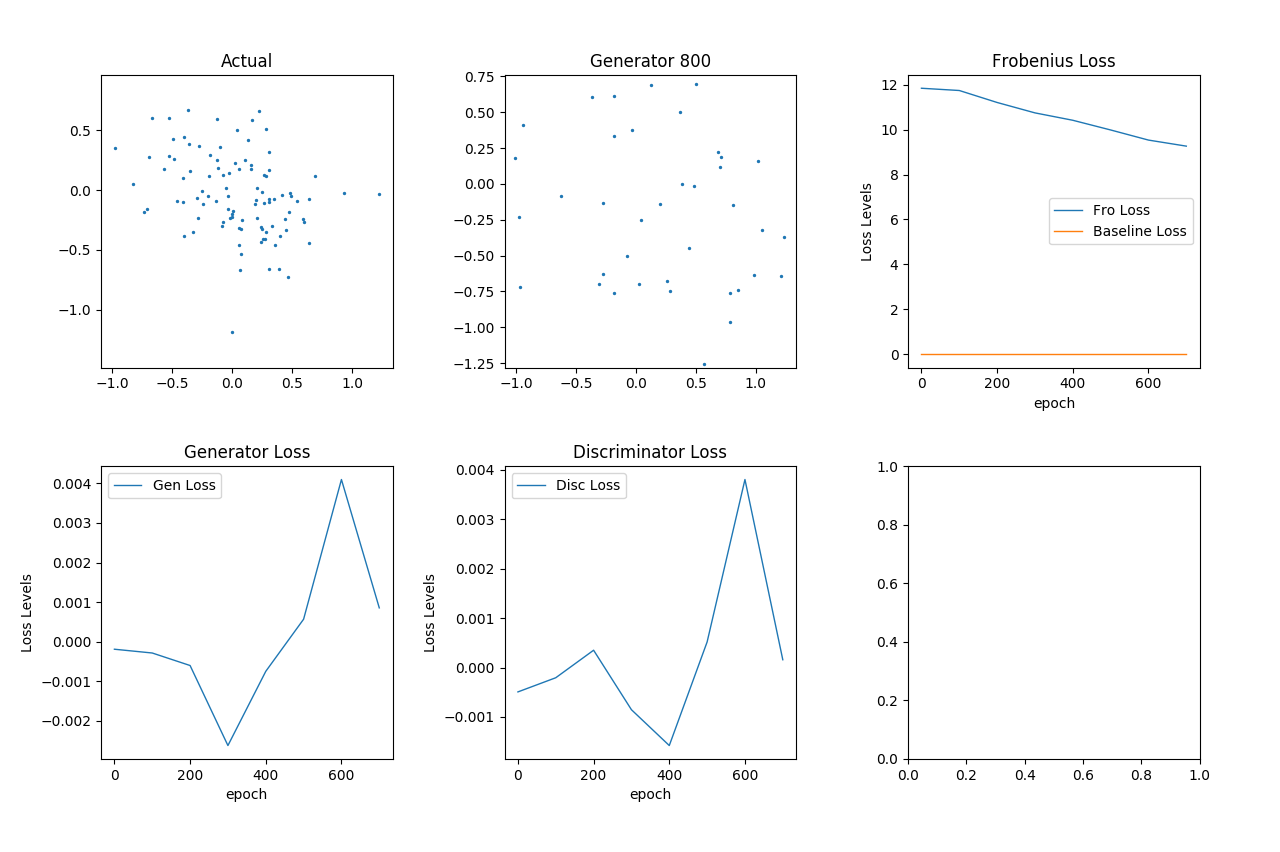 Actual
0.5
0.0
−0.5
−1.0
−1.0 −0.5 0.0 0.5 1.0
Generator 800
0.75
0.50
0.25
0.00
−0.25
−0.50
−0.75
−1.00
−1.25
−1.0 −0.5 0.0 0.5 1.0
Frobenius Loss
Loss Levels
12
10
8
6
4
2
0
Fro Loss
Baseline Loss
0 200 400 600
epoch
Generator Loss
Loss Levels
Gen Loss
0.004
0.003
0.002
0.001
0.000
−0.001
−0.002
0 200 400 600
epoch
Discriminator Loss
Loss Levels
Disc Loss
0.004
0.003
0.002
0.001
0.000
−0.001
0 200 400 600
epoch
1.0
0.8
0.6
0.4
0.2
0.0
0.0 0.2 0.4 0.6 0.8 1.0